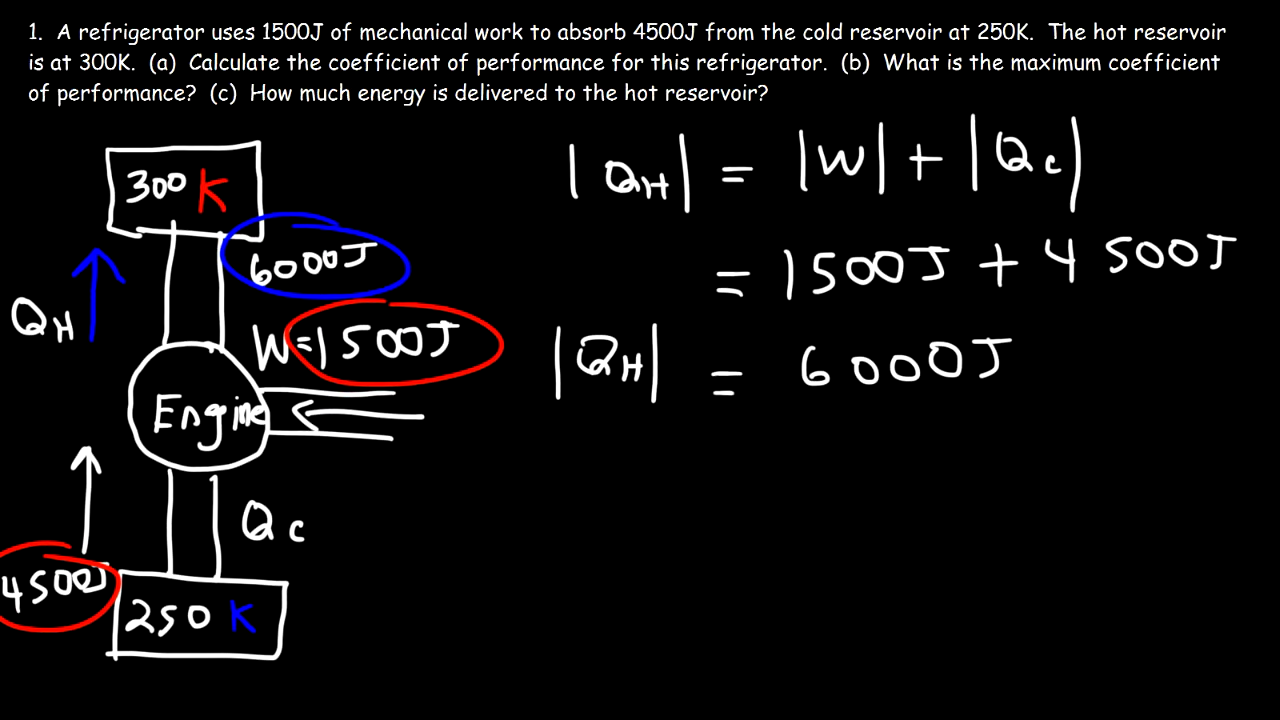 1. A refrigerator uses 1500J of mechanical work to absorb 4500J from the cold reservoir at 250K. The hot reservoir
is at 300K. (a) Calculate the coefficient of performance for this refrigerator. (b) What is the maximum coefficient
of performance? (c) How much energy is delivered to the hot reservoir?
300 K
6000J
QH
W=1500J
Engine
Qc
4500J
250 K
|QH| = |W| + |Qc|
= 1500J + 4500J
|QH| = 6000J